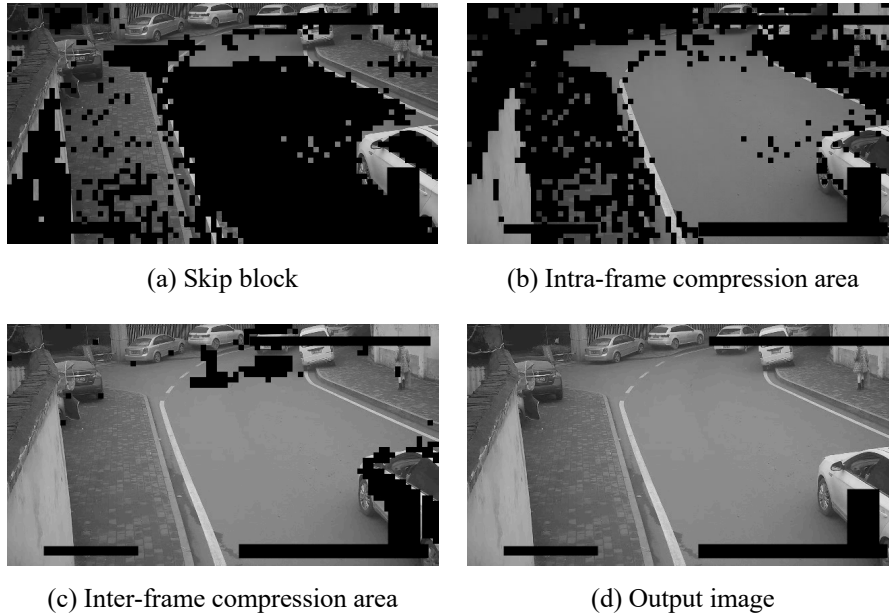 (a) Skip block
(b) Intra-frame compression area
(c) Inter-frame compression area
(d) Output image